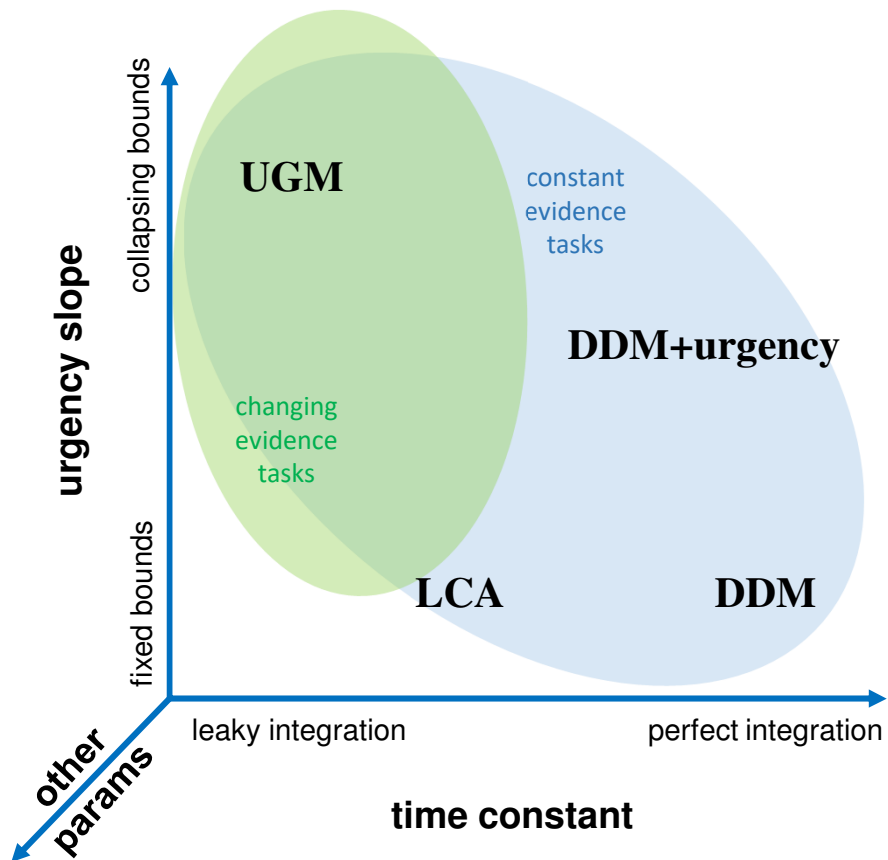 collapsing bounds
urgency slope
fixed bounds
UGM
constant
evidence
tasks
DDM+urgency
changing
evidence
tasks
LCA
DDM
leaky integration
perfect integration
time constant
other
params